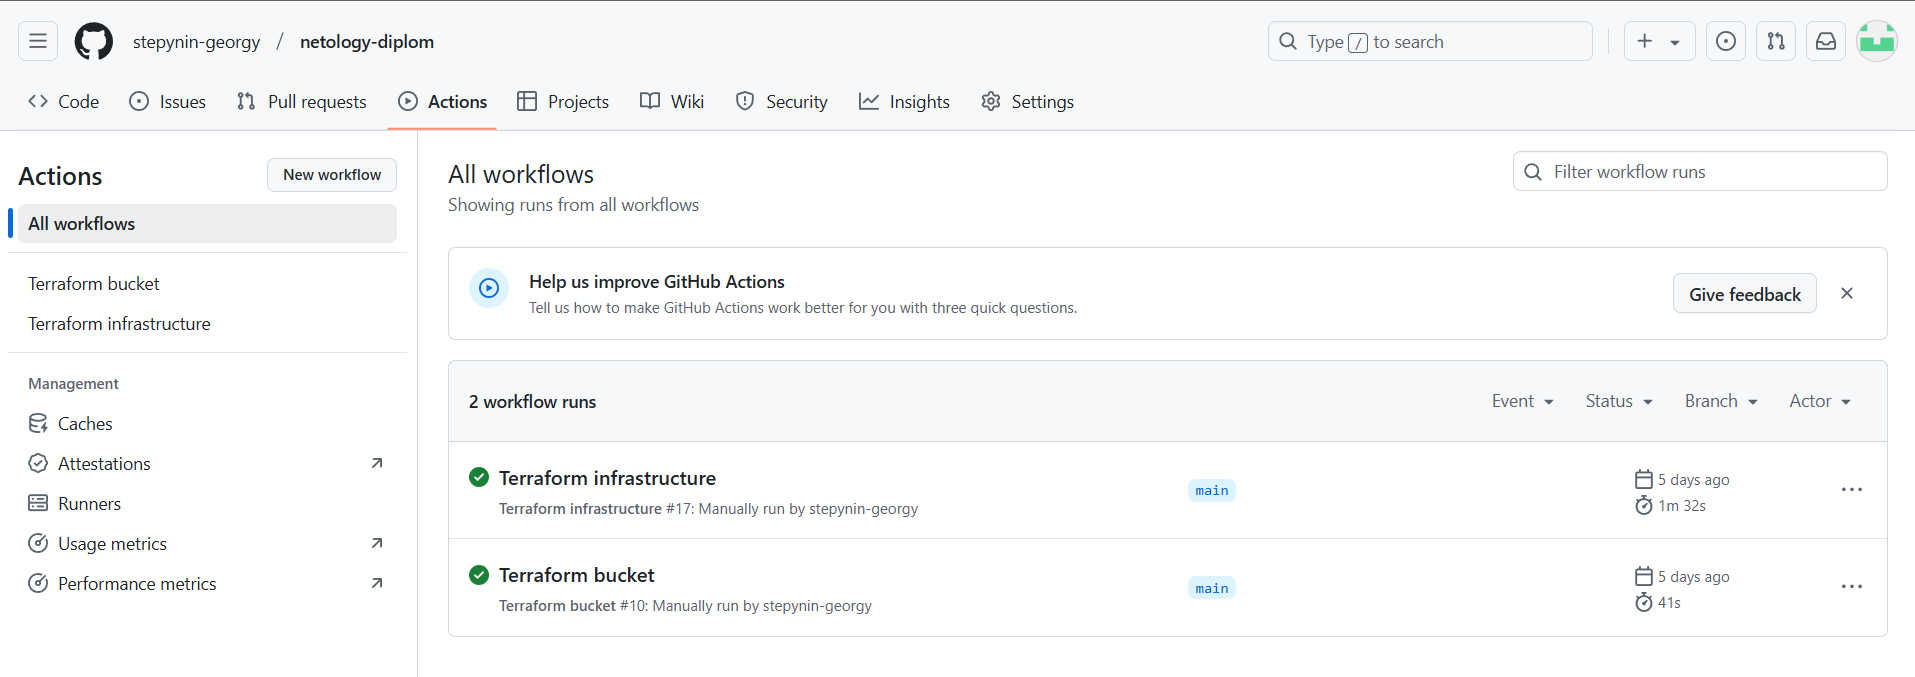 stepynin-georgy / netology-diplom
Type / to search
Code Issues Pull requests Actions Projects Wiki Security Insights Settings
Actions
New workflow
All workflows
Terraform bucket
Terraform infrastructure
Management
Caches
Attestations
Runners
Usage metrics
Performance metrics
All workflows
Showing runs from all workflows
Filter workflow runs
Help us improve GitHub Actions
Tell us how to make GitHub Actions work better for you with three quick questions.
Give feedback
2 workflow runs
Event Status Branch Actor
Terraform infrastructure
Terraform infrastructure #17: Manually run by stepynin-georgy
main
5 days ago
1m 32s
Terraform bucket
Terraform bucket #10: Manually run by stepynin-georgy
main
5 days ago
41s